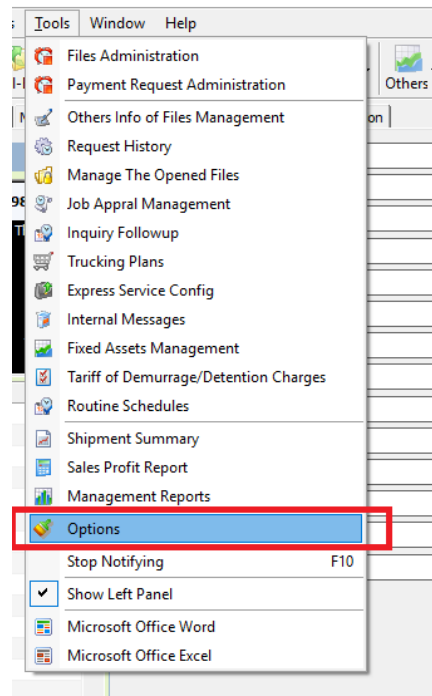 Tools Window Help
Files Administration
Payment Request Administration
Others
Others Info of Files Management
on
Request History
Manage The Opened Files
98
Job Appral Management
Inquiry Followup
Trucking Plans
Express Service Config
Internal Messages
Fixed Assets Management
Tariff of Demurrage/Detention Charges
Routine Schedules
Shipment Summary
Sales Profit Report
Management Reports
Options
Stop Notifying F10
Show Left Panel
Microsoft Office Word
Microsoft Office Excel